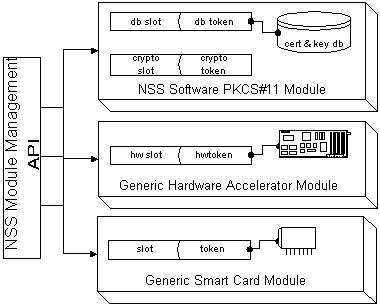 db slot db token
cert & key db
crypto slot
crypto token
NSS Software PKCS#11 Module
NSS Module Management
API
hw slot hwtoken
Generic Hardware Accelerator Module
slot token
Generic Smart Card Module